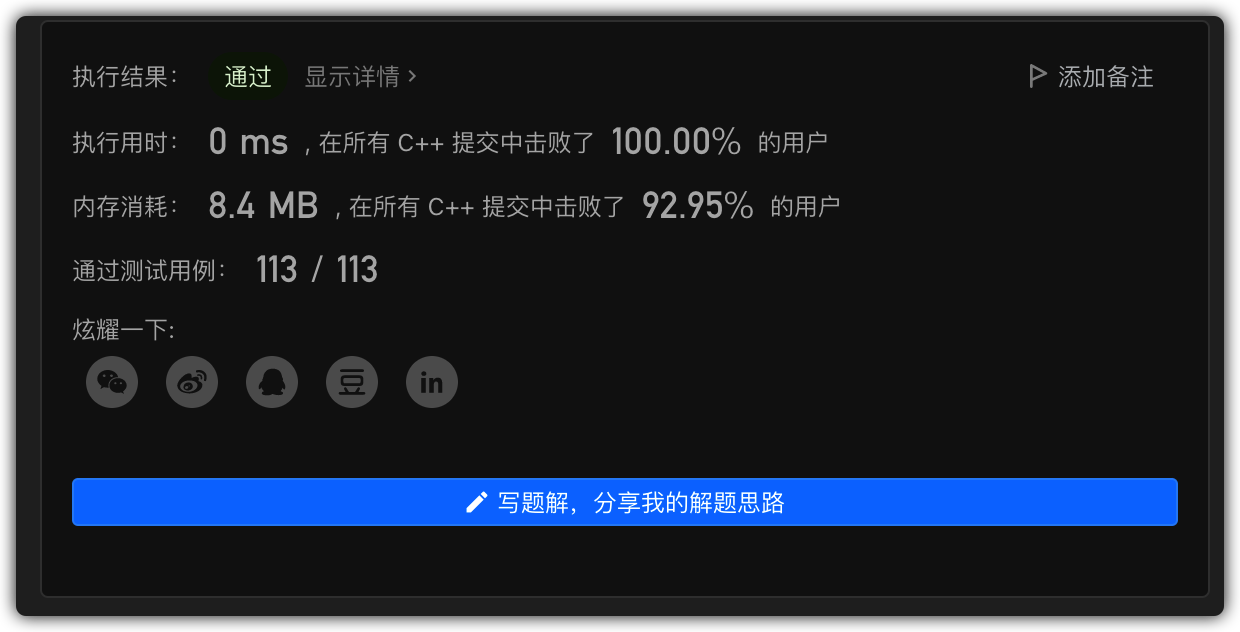 执行结果： 通过 显示详情 › 添加备注
执行用时： 0 ms , 在所有 C++ 提交中击败了 100.00% 的用户
内存消耗： 8.4 MB , 在所有 C++ 提交中击败了 92.95% 的用户
通过测试用例： 113 / 113
炫耀一下:
豆 in
写题解，分享我的解题思路